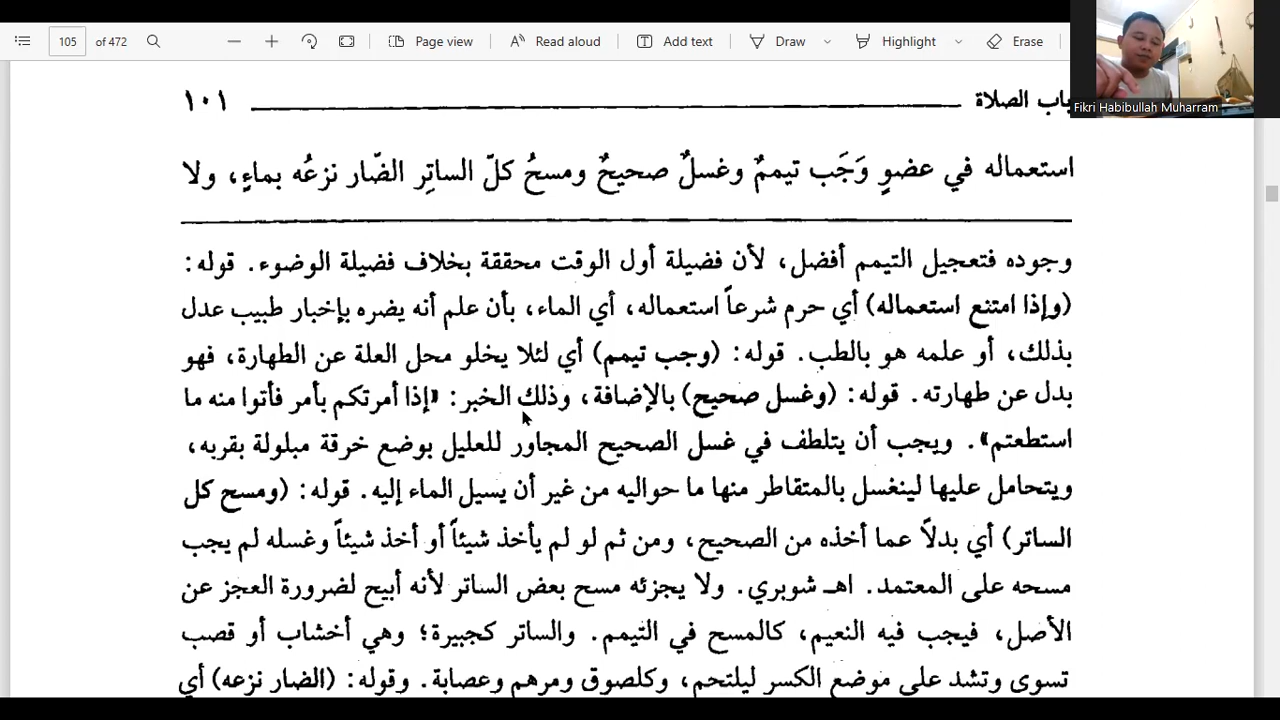 105 of 472 Page view Read aloud Add text Draw Highlight Erase
Fikri Habibullah Muharram
باب الصلاة ١٠١
استعماله في عضوٍ وَجَب تيممٌ وغسلٌ صحيحٌ ومسحُ كلّ الساتِرِ الضّار نزعُه بماءٍ، ولا
وجوده فتعجيل التيمم أفضل، لأن فضيلة أول الوقت محققة بخلاف فضيلة الوضوء. قوله:
(وإذا امتنع استعماله) أي حرم شرعاً استعماله، أي الماء، بأن علم أنه يضره بإخبار طبيب عدل
بذلك، أو علمه هو بالطب. قوله: (وجب تيمم) أي لئلا يخلو محل العلة عن الطهارة، فهو
بدل عن طهارته. قوله: (وغسل صحيح) بالإضافة، وذلك الخبر: «إذا أمرتكم بأمر فأتوا منه ما
استطعتم». ويجب أن يتلطف في غسل الصحيح المجاور للعليل بوضع خرقة مبلولة بقربه،
ويتحامل عليها لينغسل بالمتقاطر منها ما حواليه من غير أن يسيل الماء إليه. قوله: (ومسح كل
الساتر) أي بدلاً عما أخذه من الصحيح، ومن ثم لو لم يأخذ شيئاً أو أخذ شيئاً وغسله لم يجب
مسحه على المعتمد. اهـ شوبري. ولا يجزئه مسح بعض الساتر لأنه أبيح لضرورة العجز عن
الأصل، فيجب فيه النعيم، كالمسح في التيمم. والساتر كجبيرة؛ وهي أخشاب أو قصب
تسوى وتشد على موضع الكسر ليلتحم، وكلصوق ومرهم وعصابة. وقوله: (الضار نزعه) أي